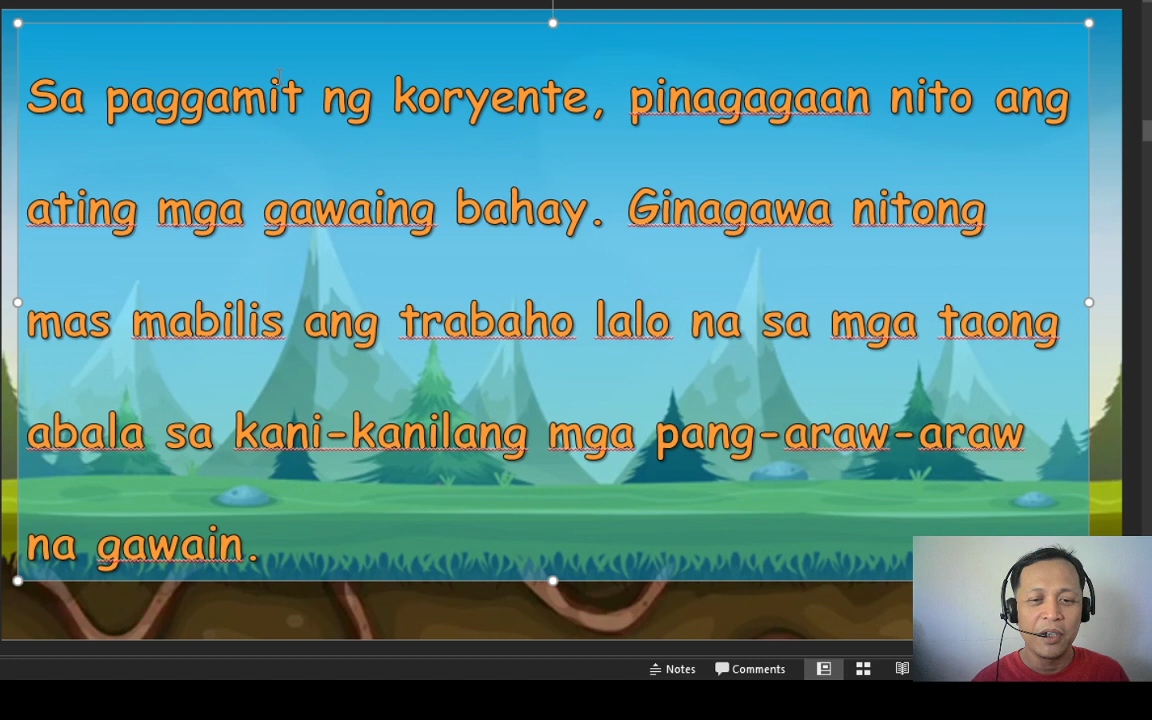 Sa paggamit ng koryente, pinagagaan nito ang
ating mga gawaing bahay. Ginagawa nitong
mas mabilis ang trabaho lalo na sa mga taong
abala sa kani-kanilang mga pang-araw-araw
na gawain.
Notes Comments